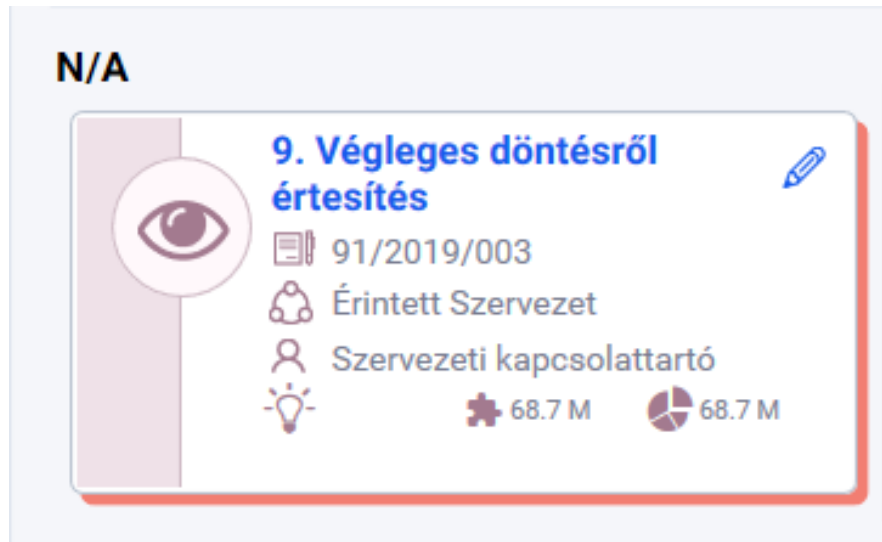 N/A
9. Végleges döntésről
értesítés
91/2019/003
Érintett Szervezet
Szervezeti kapcsolattartó
68.7 M 68.7 M